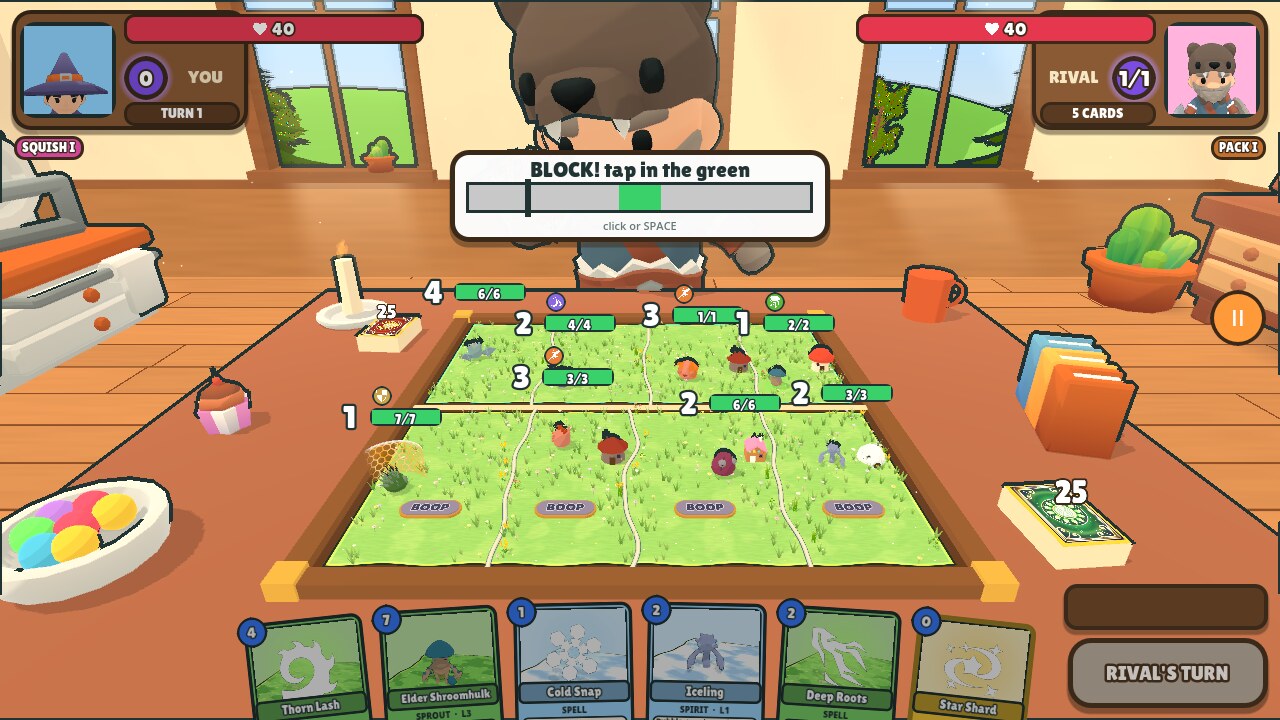 40
0
YOU
TURN 1
SQUISH I
40
RIVAL
1/1
5 CARDS
PACK I
BLOCK! tap in the green
click or SPACE
4 6/6
25
2 4/4
3 1/1
1 2/2
3 3/3
1 7/7
2 6/6
2 3/3
25
BOOP
BOOP
BOOP
BOOP
4
Thorn Lash
7
Elder Shroomhulk
SPROUT · L3
1
Cold Snap
SPELL
2
Iceling
SPIRIT · L1
2
Deep Roots
SPELL
0
Star Shard
RIVAL'S TURN